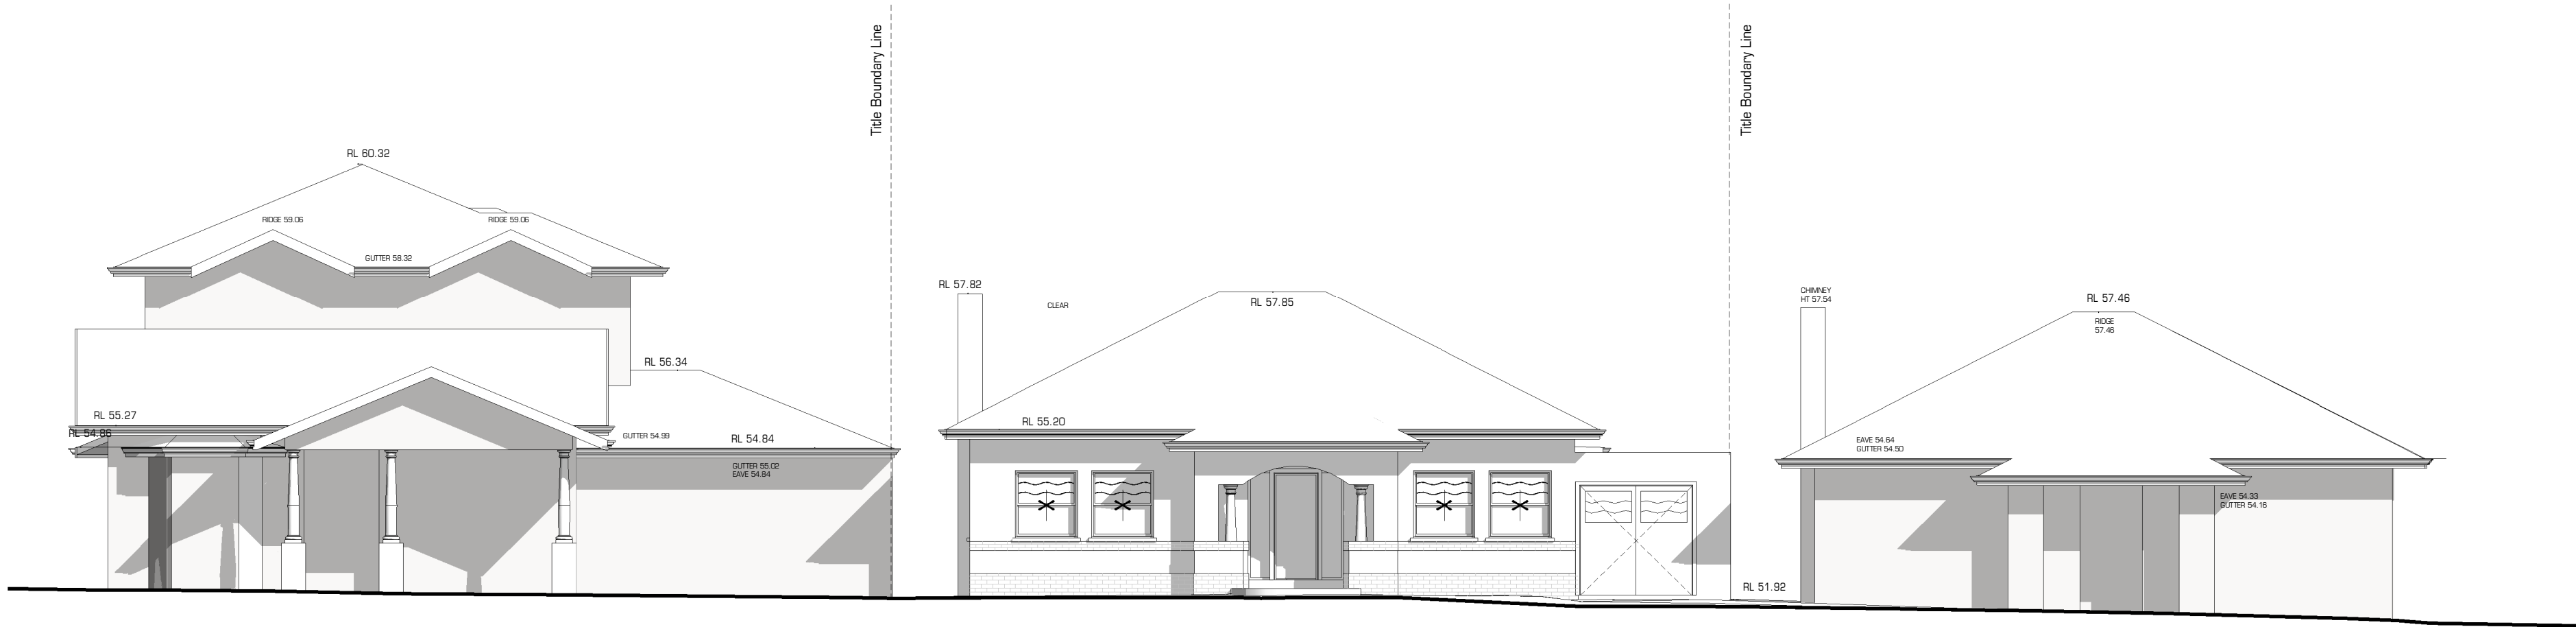 Title Boundary Line
Title Boundary Line
RL 60.32
RIDGE 59.06
RIDGE 59.06
GUTTER 58.32
RL 56.34
RL 55.27
RL 54.86
GUTTER 54.99
RL 54.84
GUTTER 55.02
EAVE 54.84
RL 57.82
CLEAR
RL 57.85
RL 55.20
RL 51.92
CHIMNEY
HT 57.54
RL 57.46
RIDGE
57.46
EAVE 54.64
GUTTER 54.50
EAVE 54.33
GUTTER 54.16